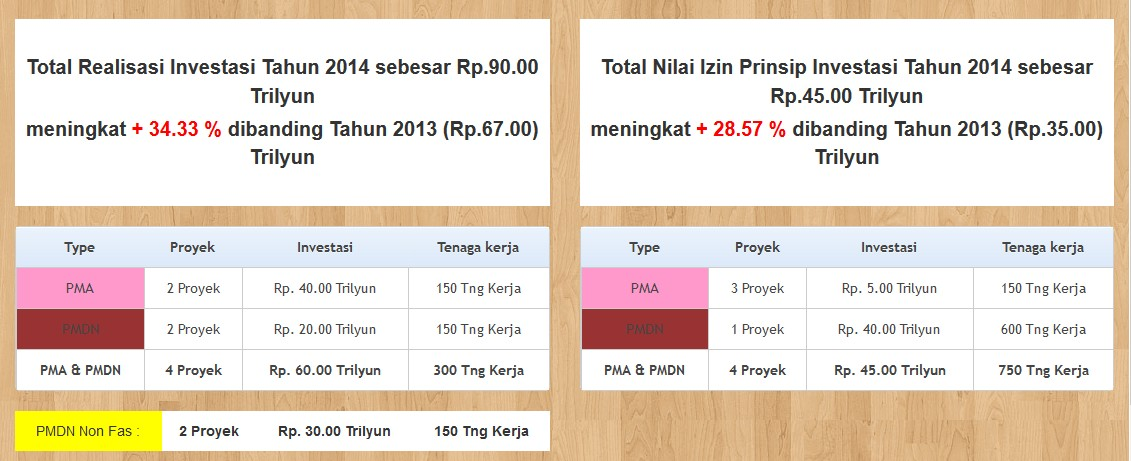 Total Realisasi Investasi Tahun 2014 sebesar Rp.90.00
Trilyun
meningkat + 34.33 % dibanding Tahun 2013 (Rp.67.00)
Trilyun
Type Proyek Investasi Tenaga kerja
PMA 2 Proyek Rp. 40.00 Trilyun 150 Tng Kerja
PMDN 2 Proyek Rp. 20.00 Trilyun 150 Tng Kerja
PMA & PMDN 4 Proyek Rp. 60.00 Trilyun 300 Tng Kerja
PMDN Non Fas : 2 Proyek Rp. 30.00 Trilyun 150 Tng Kerja
Total Nilai Izin Prinsip Investasi Tahun 2014 sebesar
Rp.45.00 Trilyun
meningkat + 28.57 % dibanding Tahun 2013 (Rp.35.00)
Trilyun
Type Proyek Investasi Tenaga kerja
PMA 3 Proyek Rp. 5.00 Trilyun 150 Tng Kerja
PMDN 1 Proyek Rp. 40.00 Trilyun 600 Tng Kerja
PMA & PMDN 4 Proyek Rp. 45.00 Trilyun 750 Tng Kerja